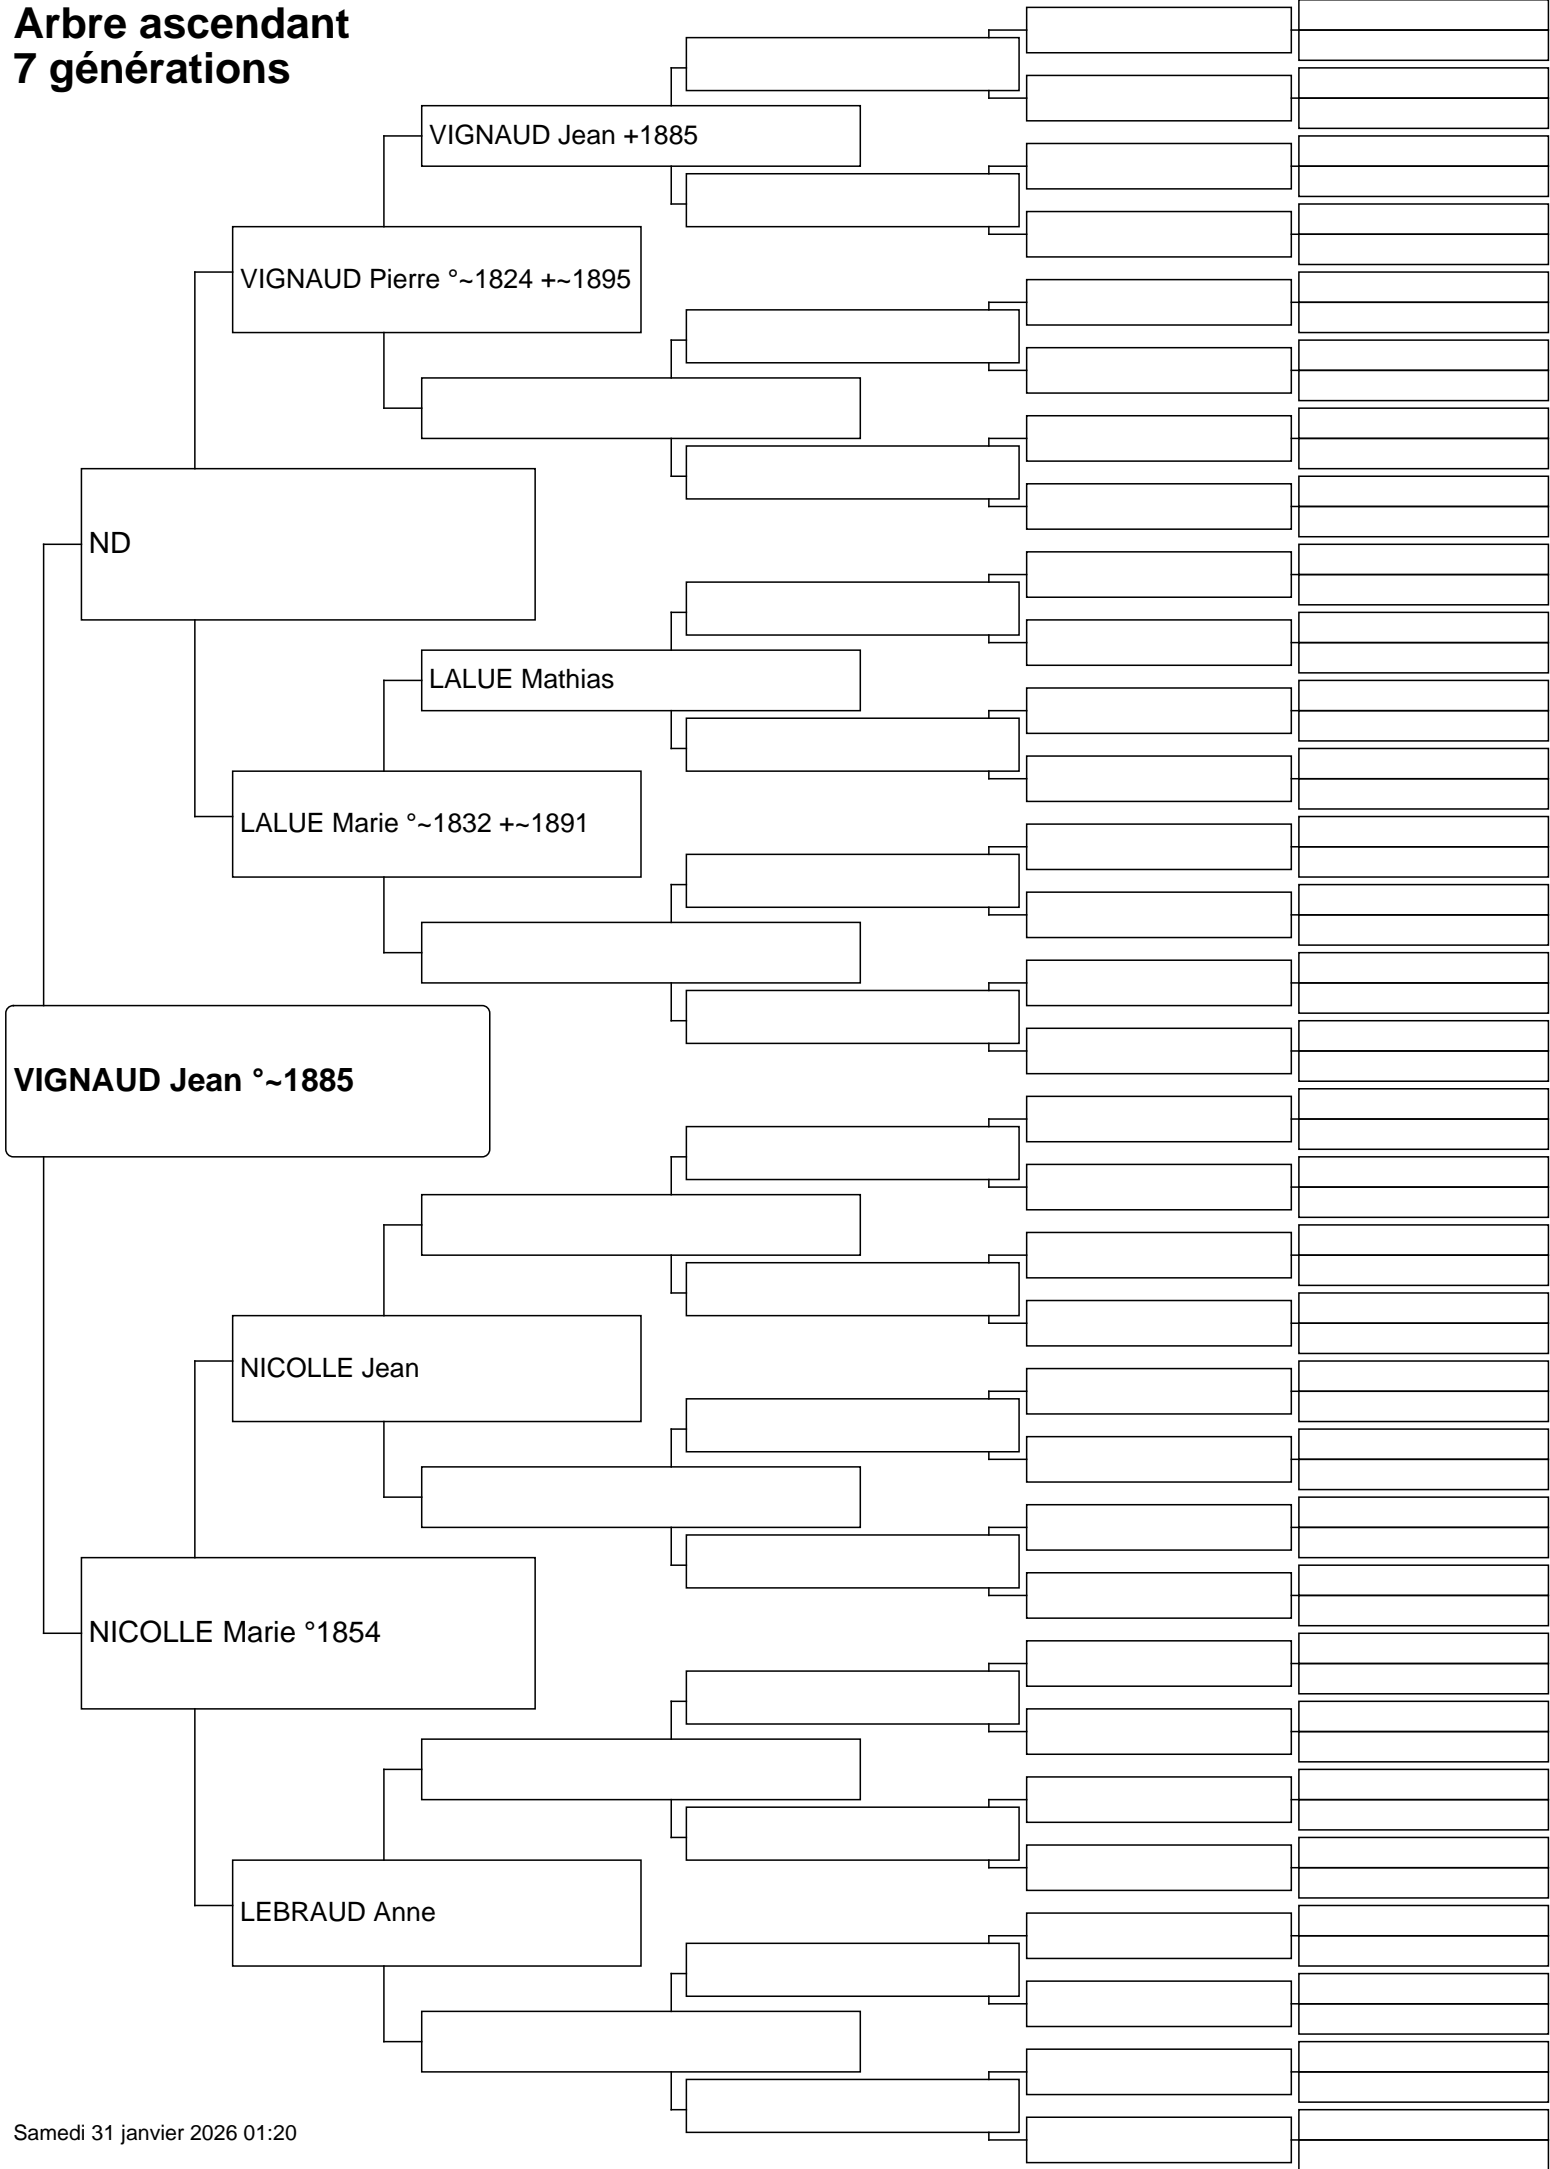 Arbre ascendant
7 générations
VIGNAUD Jean +1885
VIGNAUD Pierre °~1824 +~1895
ND
LALUE Mathias
LALUE Marie °~1832 +~1891
VIGNAUD Jean °~1885
NICOLLE Jean
NICOLLE Marie °1854
LEBRAUD Anne
Samedi 31 janvier 2026 01:20